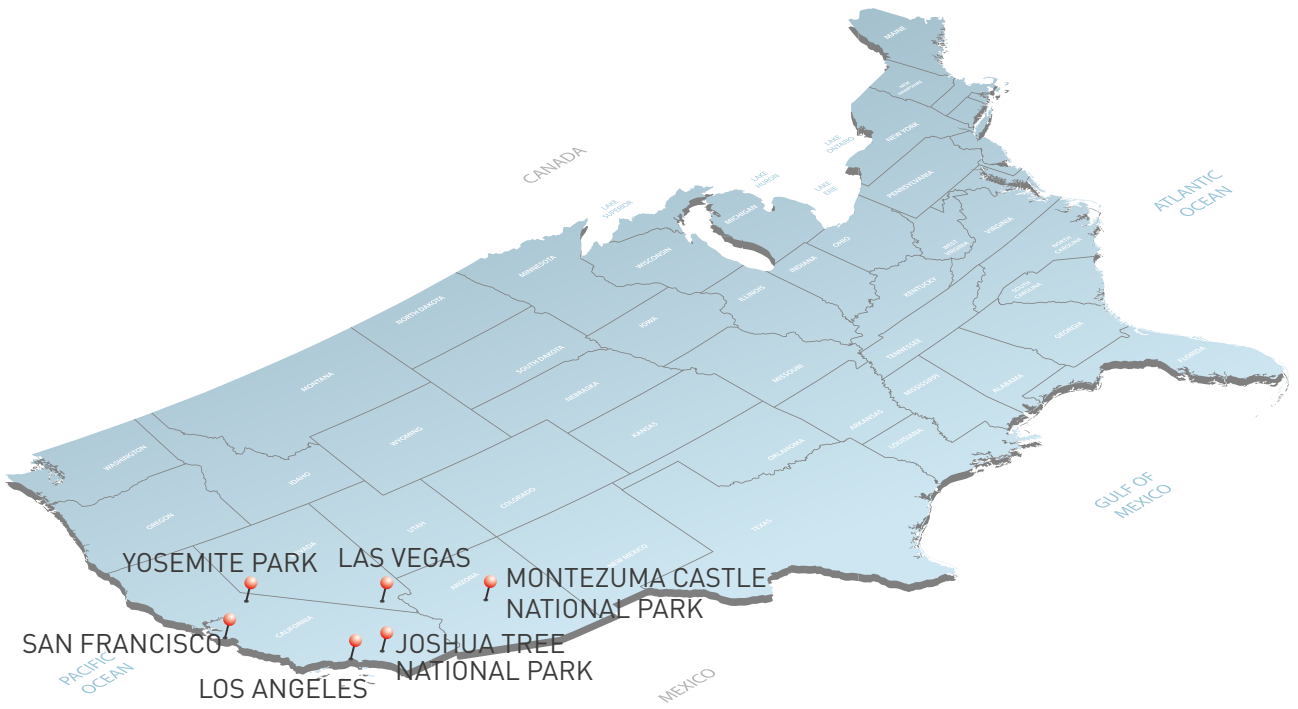 MAINE
NEW
HAMPSHIRE
NEW YORK
LAKE
ONTARIO
CANADA
LAKE
HURON
LAKE
ERIE
PENNSYLVANIA
ATLANTIC
OCEAN
LAKE
SUPERIOR
MICHIGAN
VIRGINIA
WEST
VIRGINIA
OHIO
NORTH
CAROLINA
WISCONSIN
MINNESOTA
INDIANA
KENTUCKY
SOUTH
CAROLINA
ILLINOIS
NORTH DAKOTA
IOWA
GEORGIA
TENNESSEE
FLORIDA
SOUTH DAKOTA
MISSOURI
MONTANA
NEBRASKA
MISSISSIPPI
ALABAMA
ARKANSAS
WYOMING
KANSAS
LOUISIANA
OKLAHOMA
WASHINGTON
IDAHO
COLORADO
GULF OF
MEXICO
OREGON
UTAH
TEXAS
NEW MEXICO
ARIZONA
YOSEMITE PARK
LAS VEGAS
MONTEZUMA CASTLE
NATIONAL PARK
CALIFORNIA
SAN FRANCISCO
JOSHUA TREE
NATIONAL PARK
PACIFIC
OCEAN
LOS ANGELES
MEXICO